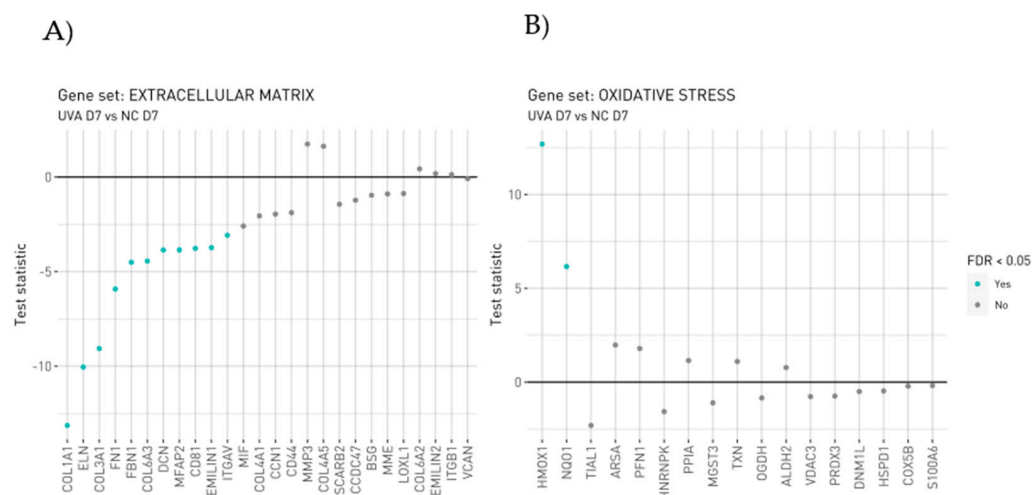 A)
B)
Gene set: EXTRACELLULAR MATRIX
UVA D7 vs NC D7
Test statistic
0
-5
-10
COL1A1
ELN
COL3A1
FN1
FBN1
COL6A3
DCN
MFAP2
CD81
EMILIN1
ITGAV
MIF
COL4A1
CCN1
CD44
MMP3
COL4A5
SCARB2
CCDC47
BSG
MME
LOXL1
COL6A2
EMILIN2
ITGB1
VCAN
Gene set: OXIDATIVE STRESS
UVA D7 vs NC D7
Test statistic
10
5
0
HMOX1
NQO1
TIAL1
ARSA
PFN1
HNRNPK
PPIA
MGST3
TXN
OGDH
ALDH2
VDAC3
PRDX3
DNM1L
HSPD1
COX5B
S100A6
FDR < 0.05
Yes
No